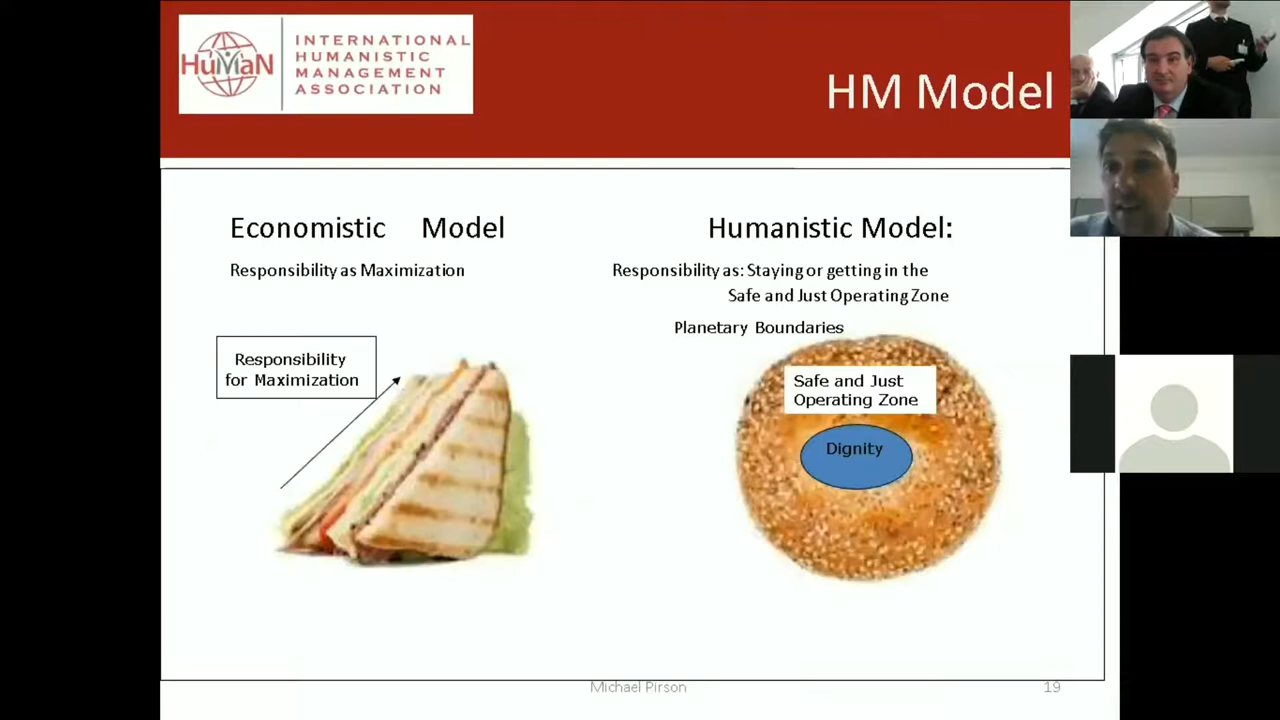 HuMaN
INTERNATIONAL
HUMANISTIC
MANAGEMENT
ASSOCIATION
HM Model
Economistic Model
Responsibility as Maximization
Responsibility
for Maximization
Humanistic Model:
Responsibility as: Staying or getting in the
Safe and Just Operating Zone
Planetary Boundaries
Safe and Just
Operating Zone
Dignity
Michael Pirson
19